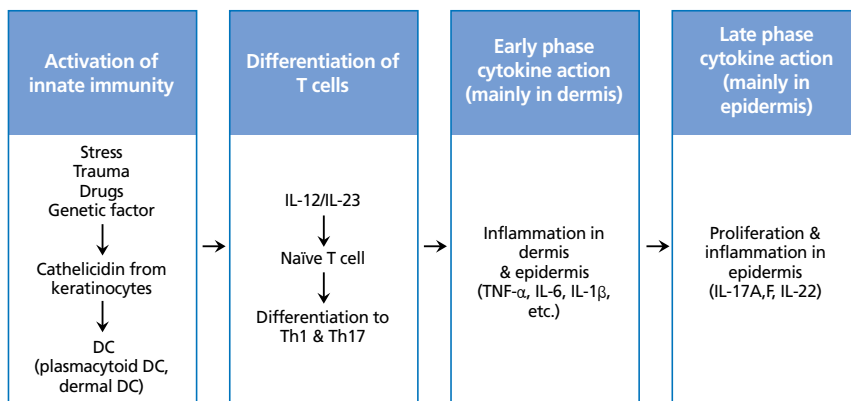 Activation of
innate immunity
Stress
Trauma
Drugs
Genetic factor
Cathelicidin from
keratinocytes
DC
(plasmacytoid DC,
dermal DC)
Differentiation of
T cells
IL-12/IL-23
Naïve T cell
Differentiation to
Th1 & Th17
Early phase
cytokine action
(mainly in dermis)
Inflammation in
dermis
& epidermis
(TNF-α, IL-6, IL-1β,
etc.)
Late phase
cytokine action
(mainly in
epidermis)
Proliferation &
inflammation in
epidermis
(IL-17A,F, IL-22)